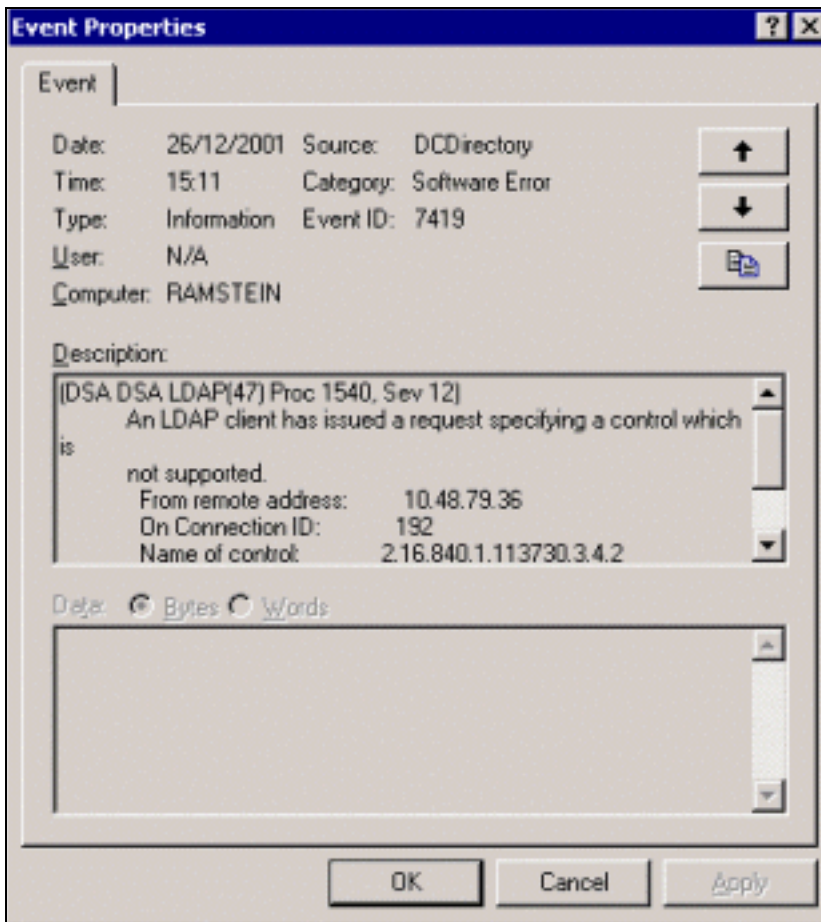 Event Properties
Event
Date: 26/12/2001 Source: DCDirectory
Time: 15:11 Category: Software Error
Type: Information Event ID: 7419
User: N/A
Computer: RAMSTEIN
Description:
(DSA DSA LDAP(47) Proc 1540, Sev 12)
An LDAP client has issued a request specifying a control which
is
not supported.
From remote address: 10.48.79.36
On Connection ID: 192
Name of control: 2.16.840.1.113730.3.4.2
Data: Bytes Words
OK Cancel Apply